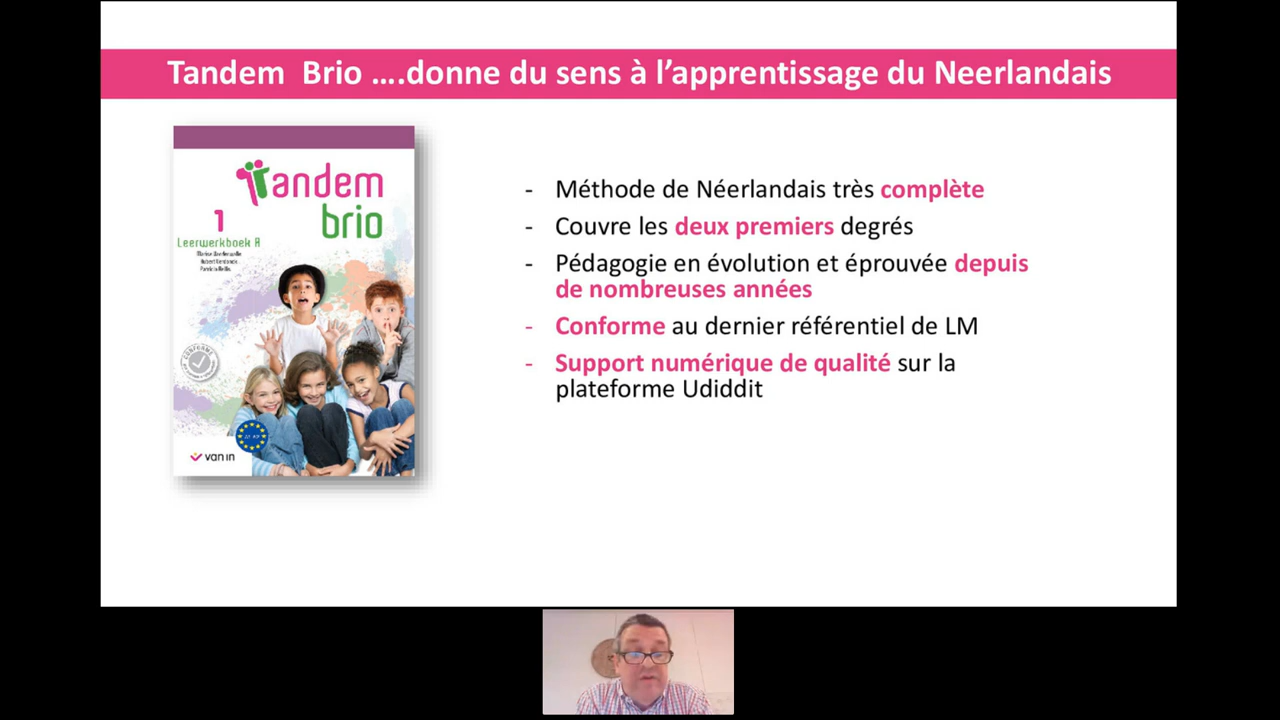 Tandem Brio ….donne du sens à l'apprentissage du Neerlandais
Tandem
brio
1
Leerwerkboek A
CONFORME
van in
- Méthode de Néerlandais très complète
- Couvre les deux premiers degrés
- Pédagogie en évolution et éprouvée depuis
de nombreuses années
- Conforme au dernier référentiel de LM
- Support numérique de qualité sur la
plateforme Udiddit